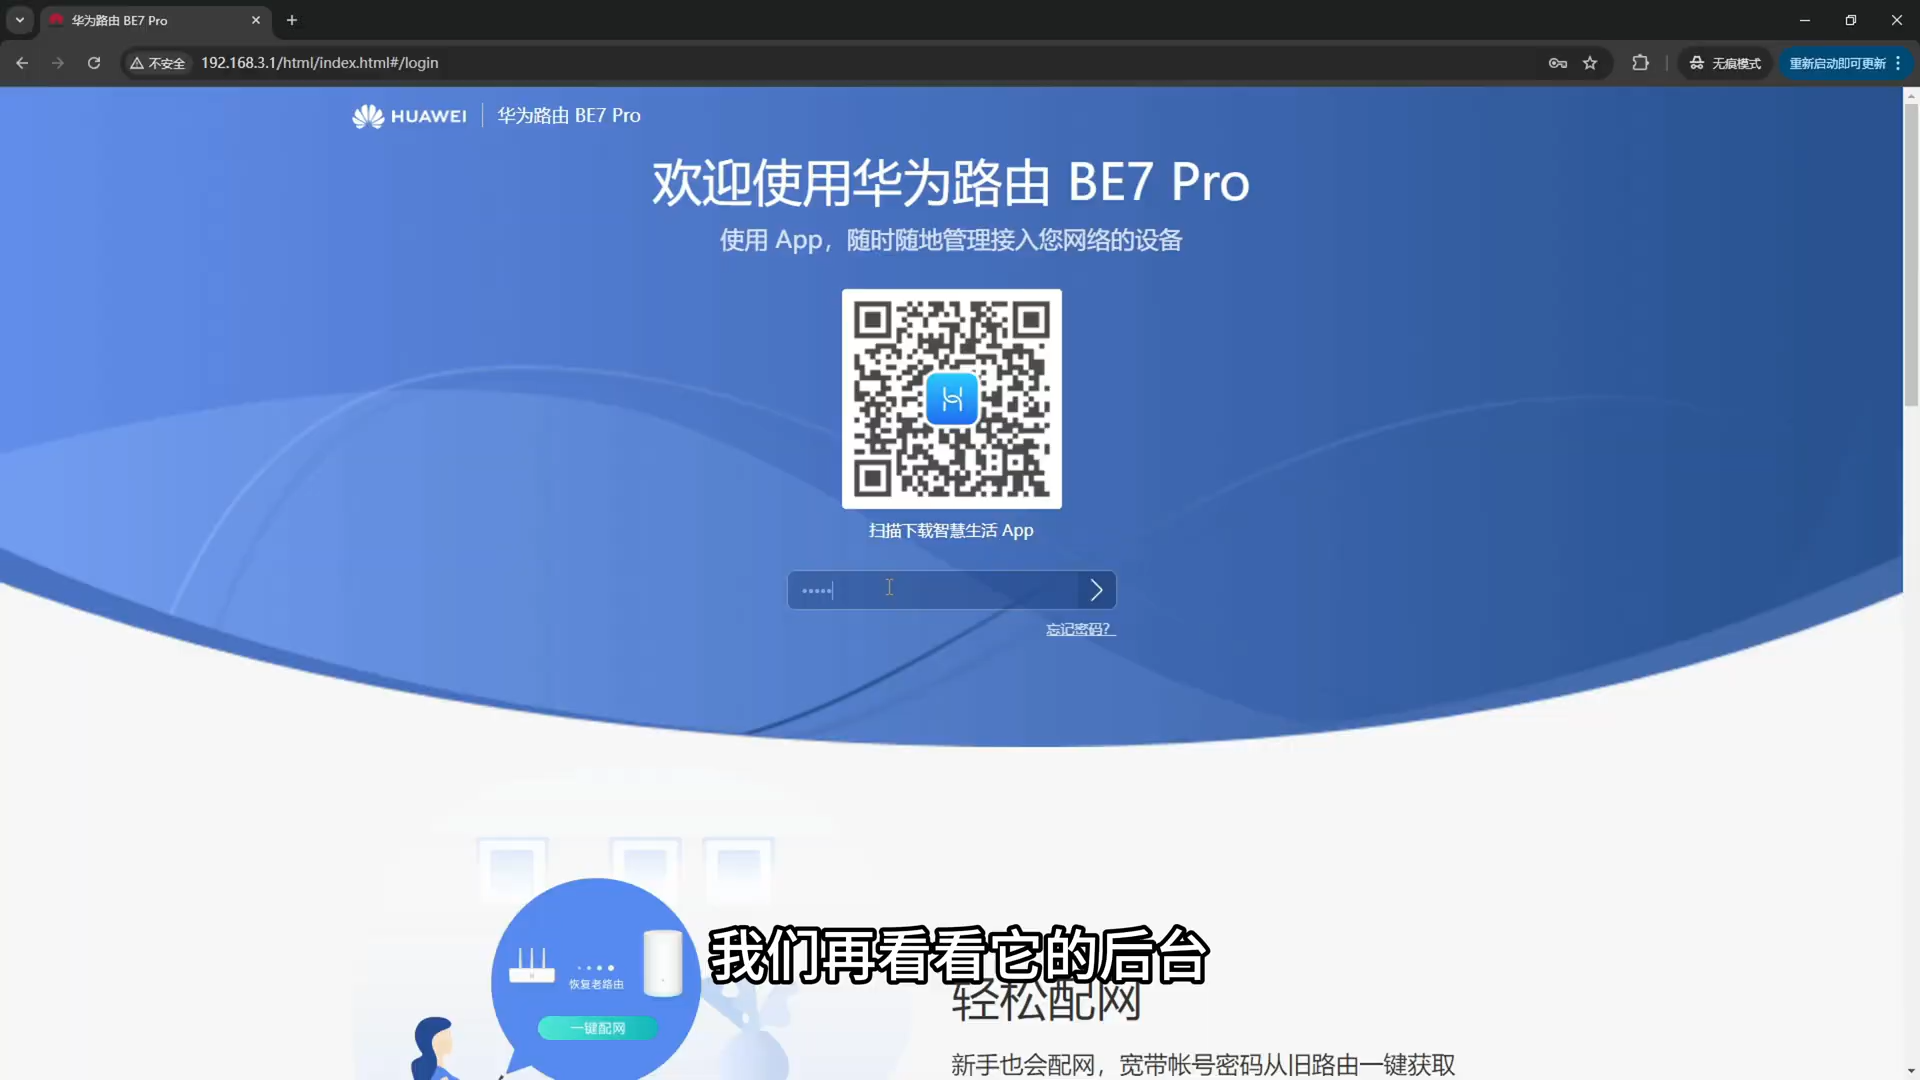 华为路由 BE7 Pro
不安全
192.168.3.1/html/index.html#/login
无痕模式
重新启动即可更新
HUAWEI
华为路由 BE7 Pro
欢迎使用华为路由 BE7 Pro
使用 App，随时随地管理接入您网络的设备
扫描下载智慧生活 App
忘记密码？
恢复老路由
一键配网
我们再看看它的后台
轻松配网
新手也会配网，宽带帐号密码从旧路由一键获取